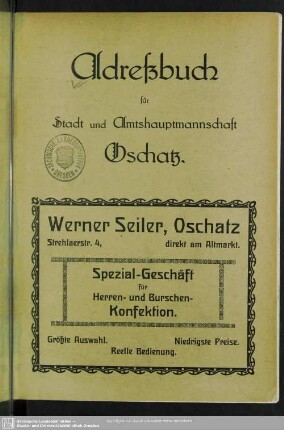 Adreßbuch
für
Stadt und Amtshauptmannschaft
Oschatz.
Werner Seiler, Oschatz
Strehlaerstr. 4, direkt am Altmarkt.
Spezial-Geschäft
für
Herren- und Burschen-
Konfektion.
Größte Auswahl. Niedrigste Preise.
Reelle Bedienung.